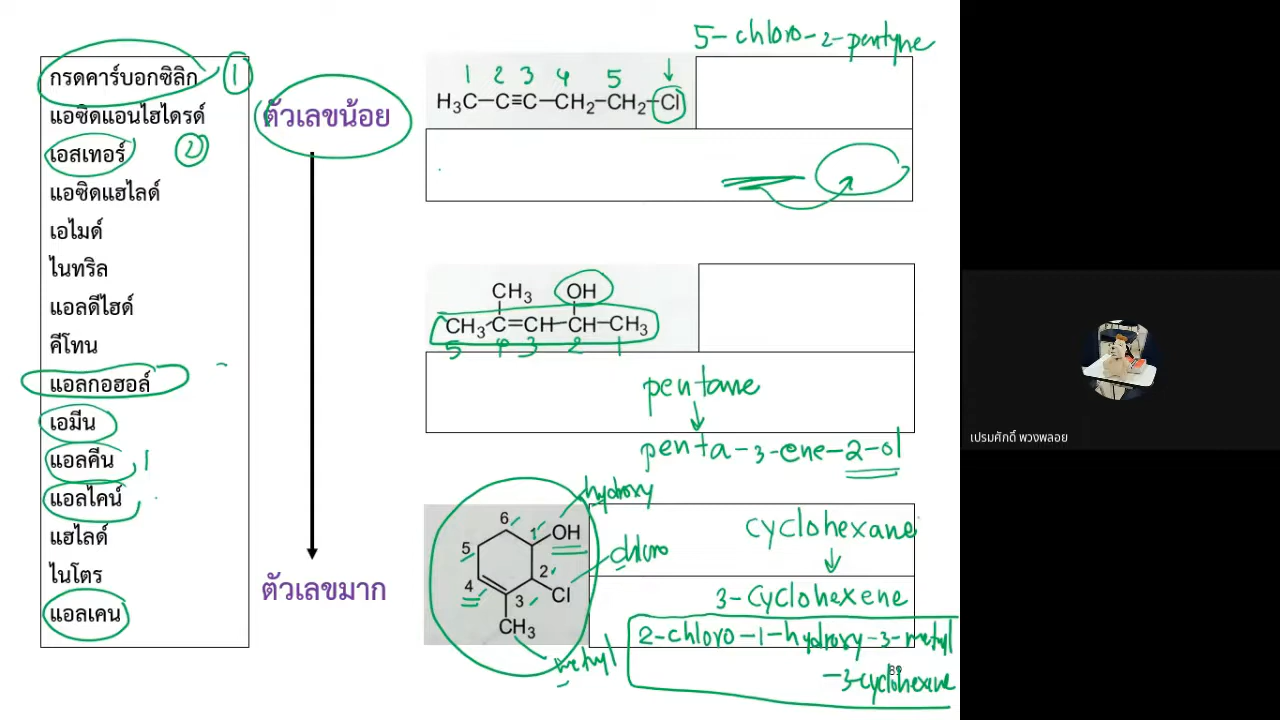 กรดคาร์บอกซิลิก 1
แอซิดแอนไฮไดรด์
เอสเทอร์ 2
แอซิดแฮไลด์
เอไมด์
ไนทริล
แอลดีไฮด์
คีโทน
แอลกอฮอล์
เอมีน
แอลคีน 1
แอลไคน์
แฮไลด์
ไนโตร
แอลเคน
ตัวเลขน้อย
ตัวเลขมาก
5-chloro-2-pentyne
1 2 3 4 5
H₃C-C≡C-CH₂-CH₂-Cl
CH₃ OH
CH₃-C=CH-CH-CH₃
5 4 3 2 1
pentane
penta-3-ene-2-ol
hydroxy
6
1 OH
5
chloro
2
4
Cl
3
CH₃
metyl
cyclohexane
3-cyclohexene
2-chloro-1-hydroxy-3-metyl
-3-cyclohexane
89
เปรมศักดิ์ พวงพลอย